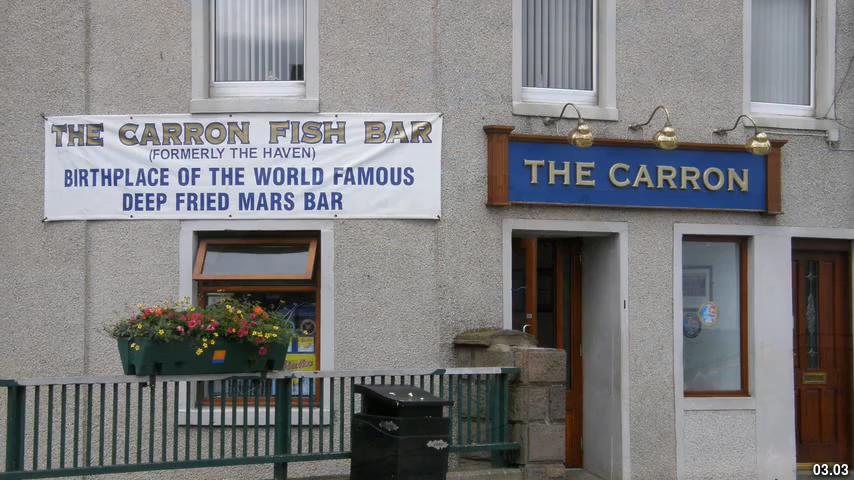 THE CARRON FISH BAR
(FORMERLY THE HAVEN)
BIRTHPLACE OF THE WORLD FAMOUS
DEEP FRIED MARS BAR
THE CARRON
03.03